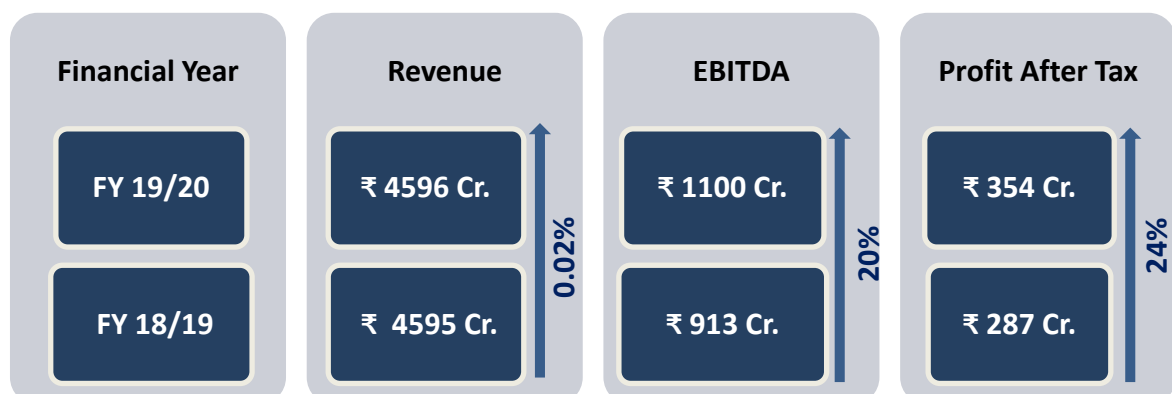 Financial Year
Revenue
EBITDA
Profit After Tax
FY 19/20
₹ 4596 Cr.
₹ 1100 Cr.
₹ 354 Cr.
0.02%
20%
24%
FY 18/19
₹ 4595 Cr.
₹ 913 Cr.
₹ 287 Cr.